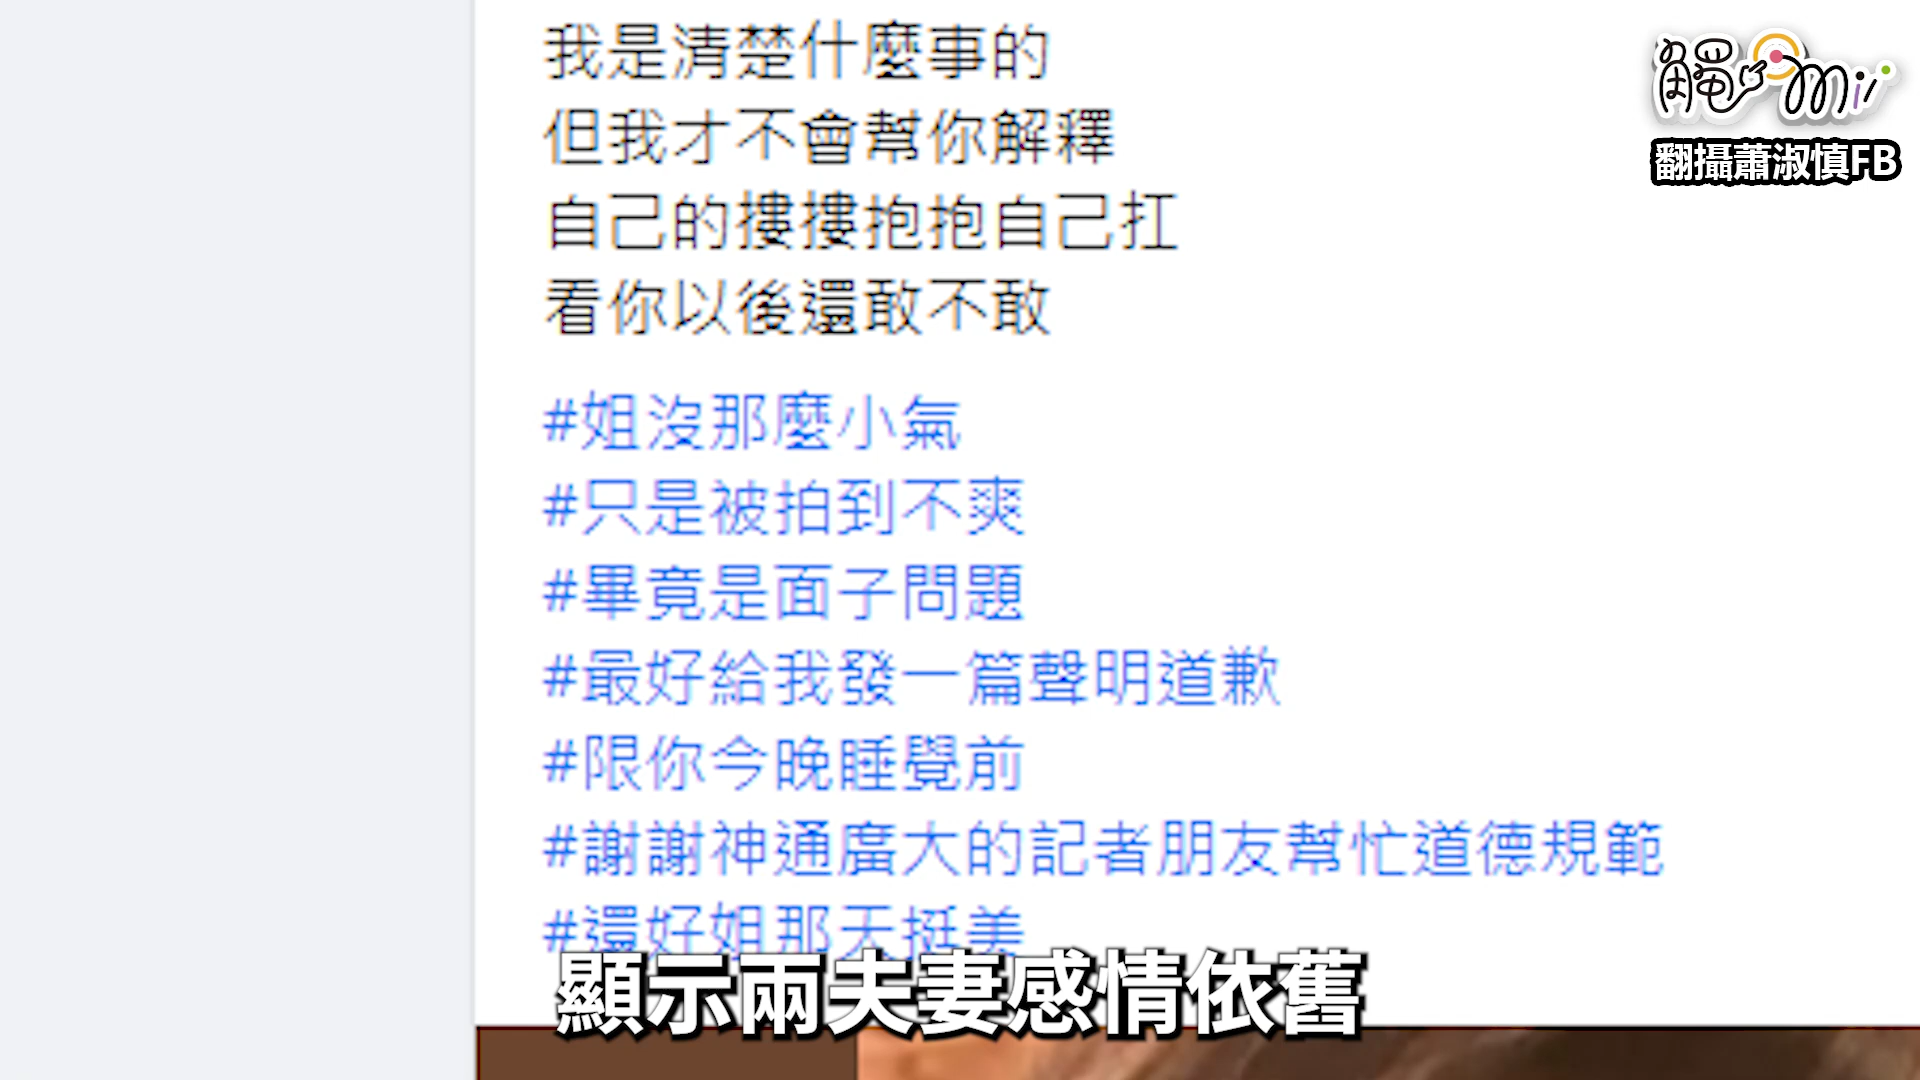 我是清楚什麼事的
但我才不會幫你解釋
自己的摟摟抱抱自己扛
看你以後還敢不敢
#姐沒那麼小氣
#只是被拍到不爽
#畢竟是面子問題
#最好給我發一篇聲明道歉
#限你今晚睡覺前
#謝謝神通廣大的記者朋友幫忙道德規範
#還好姐那天挺美
觸mii
翻攝蕭淑慎FB
顯示兩夫妻感情依舊